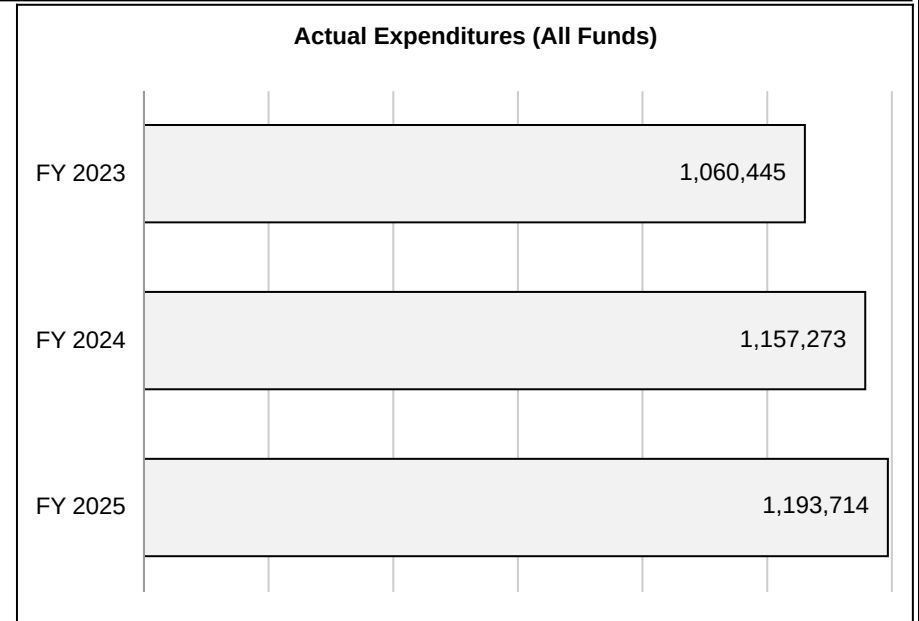 Actual Expenditures (All Funds)
FY 2023 1,060,445
FY 2024 1,157,273
FY 2025 1,193,714